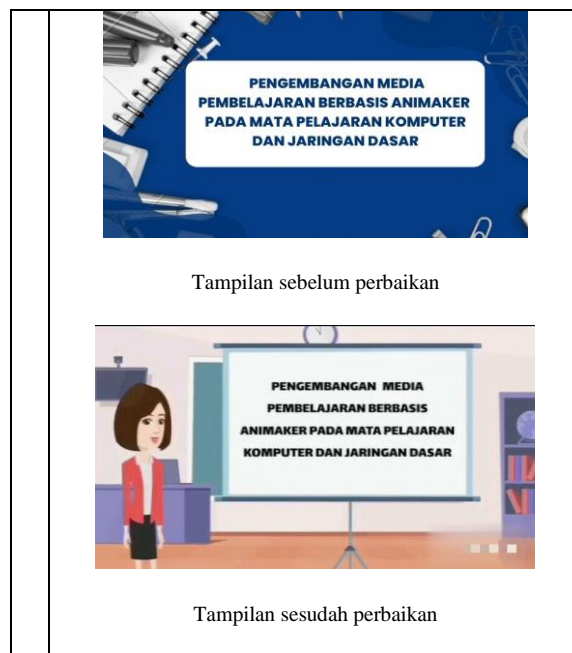 PENGEMBANGAN MEDIA
PEMBELAJARAN BERBASIS ANIMAKER
PADA MATA PELAJARAN KOMPUTER
DAN JARINGAN DASAR
Tampilan sebelum perbaikan
PENGEMBANGAN MEDIA
PEMBELAJARAN BERBASIS
ANIMAKER PADA MATA PELAJARAN
KOMPUTER DAN JARINGAN DASAR
Tampilan sesudah perbaikan